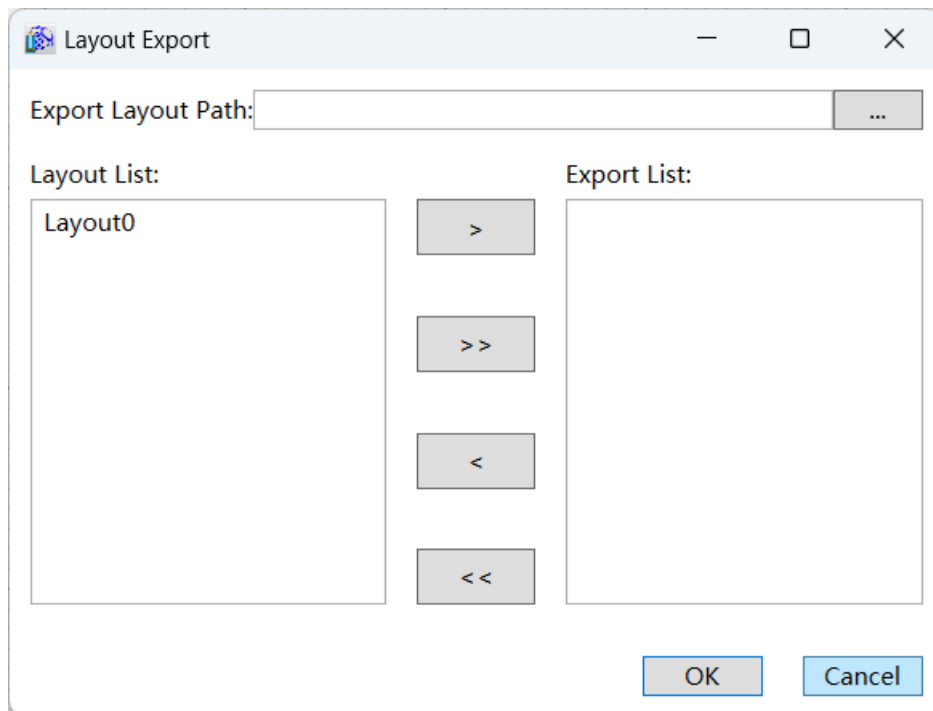 Layout Export
Export Layout Path:
...
Layout List:
Export List:
Layout0
>
>>
<
<<
OK
Cancel